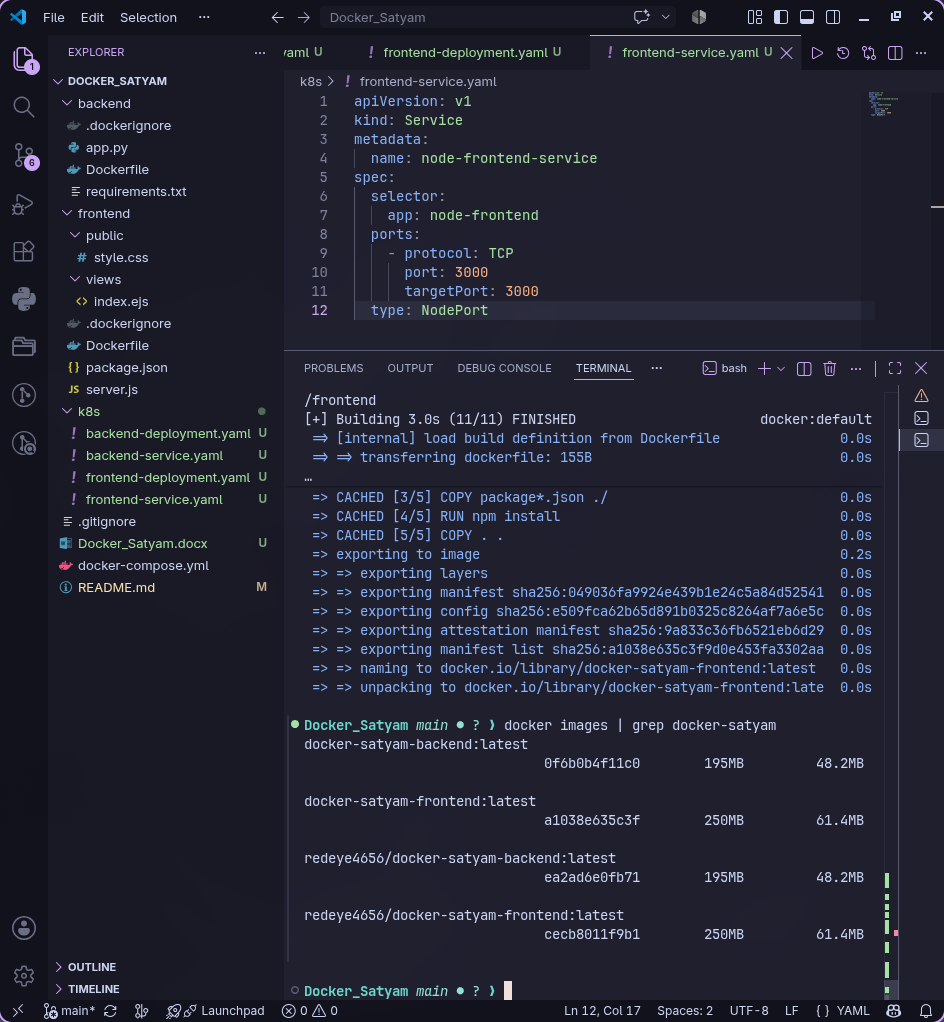 File Edit Selection ··· Docker_Satyam
EXPLORER ···
1
6
DOCKER_SATYAM
backend
.dockerignore
app.py
Dockerfile
requirements.txt
frontend
public
# style.css
views
<> index.ejs
.dockerignore
Dockerfile
{} package.json
JS server.js
k8s
! backend-deployment.yaml U
! backend-service.yaml U
! frontend-deployment.yaml U
! frontend-service.yaml U
.gitignore
Docker_Satyam.docx U
docker-compose.yml
README.md M
OUTLINE
TIMELINE
yaml U ! frontend-deployment.yaml U ! frontend-service.yaml U
k8s > ! frontend-service.yaml
1 apiVersion: v1
2 kind: Service
3 metadata:
4 name: node-frontend-service
5 spec:
6 selector:
7 app: node-frontend
8 ports:
9 - protocol: TCP
10 port: 3000
11 targetPort: 3000
12 type: NodePort
PROBLEMS OUTPUT DEBUG CONSOLE TERMINAL ··· bash ···
/frontend
[+] Building 3.0s (11/11) FINISHED docker:default
=> [internal] load build definition from Dockerfile 0.0s
=> => transferring dockerfile: 155B 0.0s
…
=> CACHED [3/5] COPY package*.json ./ 0.0s
=> CACHED [4/5] RUN npm install 0.0s
=> CACHED [5/5] COPY . . 0.0s
=> exporting to image 0.2s
=> => exporting layers 0.0s
=> => exporting manifest sha256:049036fa9924e439b1e24c5a84d52541 0.0s
=> => exporting config sha256:e509fca62b65d891b0325c8264af7a6e5c 0.0s
=> => exporting attestation manifest sha256:9a833c36fb6521eb6d29 0.0s
=> => exporting manifest list sha256:a1038e635c3f9d0e453fa3302aa 0.0s
=> => naming to docker.io/library/docker-satyam-frontend:latest 0.0s
=> => unpacking to docker.io/library/docker-satyam-frontend:late 0.0s
Docker_Satyam main ● ? ❯ docker images | grep docker-satyam
docker-satyam-backend:latest
0f6b0b4f11c0 195MB 48.2MB
docker-satyam-frontend:latest
a1038e635c3f 250MB 61.4MB
redeye4656/docker-satyam-backend:latest
ea2ad6e0fb71 195MB 48.2MB
redeye4656/docker-satyam-frontend:latest
cecb8011f9b1 250MB 61.4MB
Docker_Satyam main ● ? ❯
main* Launchpad 0 0 Ln 12, Col 17 Spaces: 2 UTF-8 LF {} YAML